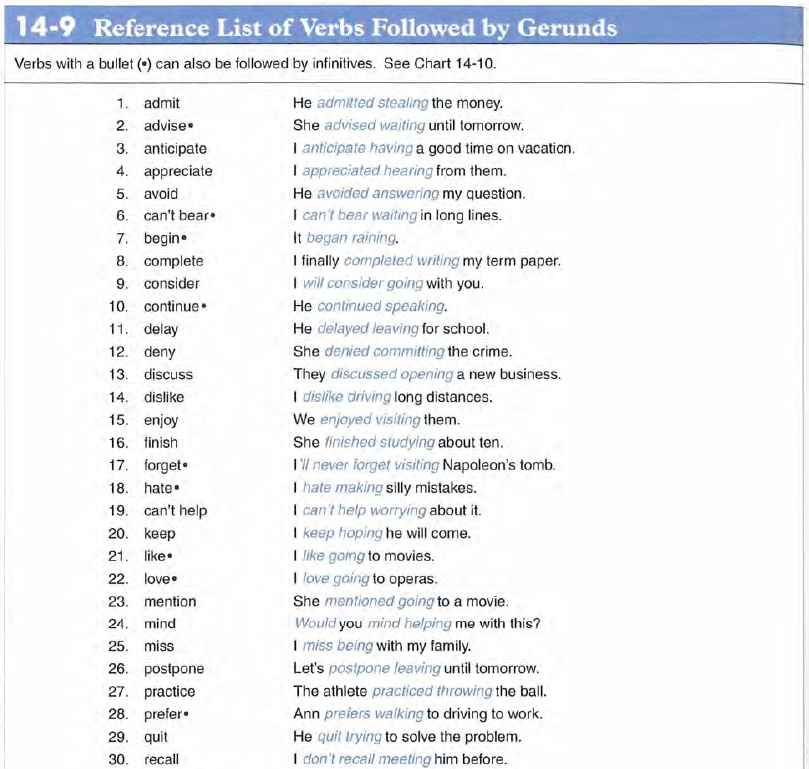 14-9 Reference List of Verbs Followed by Gerunds
Verbs with a bullet (•) can also be followed by infinitives. See Chart 14-10.
1. admit He admitted stealing the money.
2. advise• She advised waiting until tomorrow.
3. anticipate I anticipate having a good time on vacation.
4. appreciate I appreciated hearing from them.
5. avoid He avoided answering my question.
6. can't bear• I can't bear waiting in long lines.
7. begin• It began raining.
8. complete I finally completed writing my term paper.
9. consider I will consider going with you.
10. continue• He continued speaking.
11. delay He delayed leaving for school.
12. deny She denied committing the crime.
13. discuss They discussed opening a new business.
14. dislike I dislike driving long distances.
15. enjoy We enjoyed visiting them.
16. finish She finished studying about ten.
17. forget• I'll never forget visiting Napoleon's tomb.
18. hate• I hate making silly mistakes.
19. can't help I can't help worrying about it.
20. keep I keep hoping he will come.
21. like• I like going to movies.
22. love• I love going to operas.
23. mention She mentioned going to a movie.
24. mind Would you mind helping me with this?
25. miss I miss being with my family.
26. postpone Let's postpone leaving until tomorrow.
27. practice The athlete practiced throwing the ball.
28. prefer• Ann prefers walking to driving to work.
29. quit He quit trying to solve the problem.
30. recall I don't recall meeting him before.